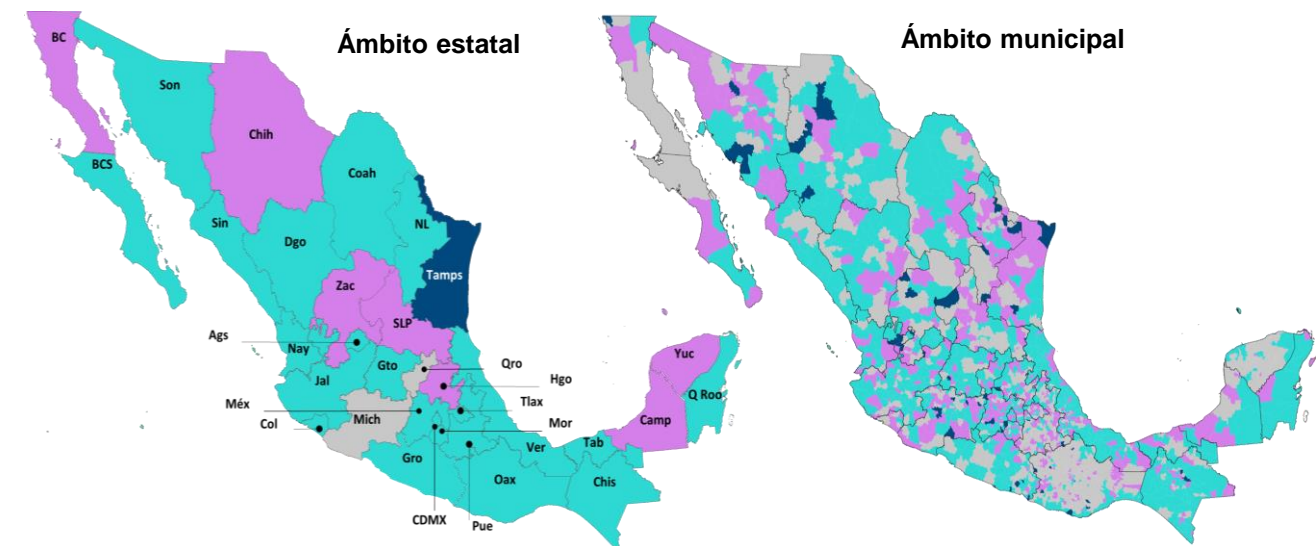 Ámbito estatal
Ámbito municipal
BC
Son
Chih
BCS
Coah
Sin
NL
Dgo
Tamps
Zac
SLP
Ags
Nay
Gto
Qro
Yuc
Jal
Hgo
Q Roo
Méx
Tlax
Mich
Camp
Col
Mor
Ver
Tab
Gro
Oax
Chis
CDMX
Pue